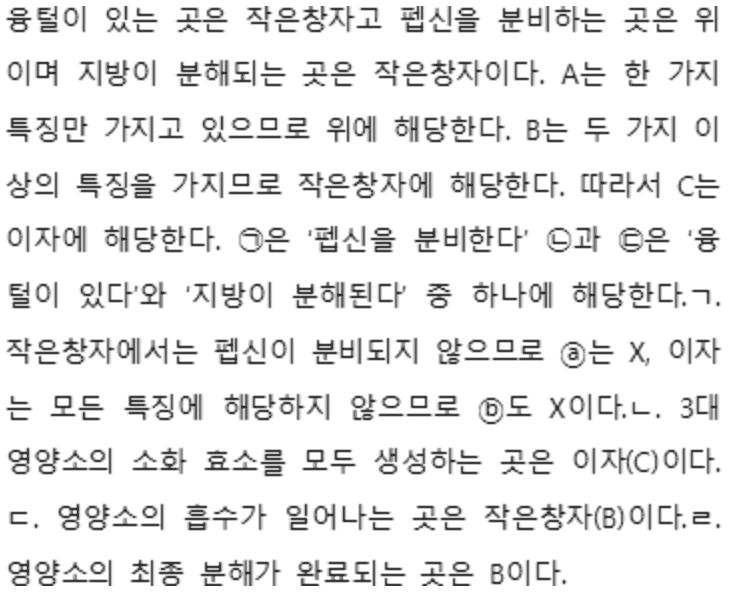 융털이 있는 곳은 작은창자고 펩신을 분비하는 곳은 위
이며 지방이 분해되는 곳은 작은창자이다. A는 한 가지
특징만 가지고 있으므로 위에 해당한다. B는 두 가지 이
상의 특징을 가지므로 작은창자에 해당한다. 따라서 C는
이자에 해당한다. ㉠은 '펩신을 분비한다' ㉡과 ㉢은 '융
털이 있다'와 '지방이 분해된다' 중 하나에 해당한다.ㄱ.
작은창자에서는 펩신이 분비되지 않으므로 ⓐ는 X, 이자
는 모든 특징에 해당하지 않으므로 ⓑ도 X이다.ㄴ. 3대
영양소의 소화 효소를 모두 생성하는 곳은 이자(C)이다.
ㄷ. 영양소의 흡수가 일어나는 곳은 작은창자(B)이다.ㄹ.
영양소의 최종 분해가 완료되는 곳은 B이다.